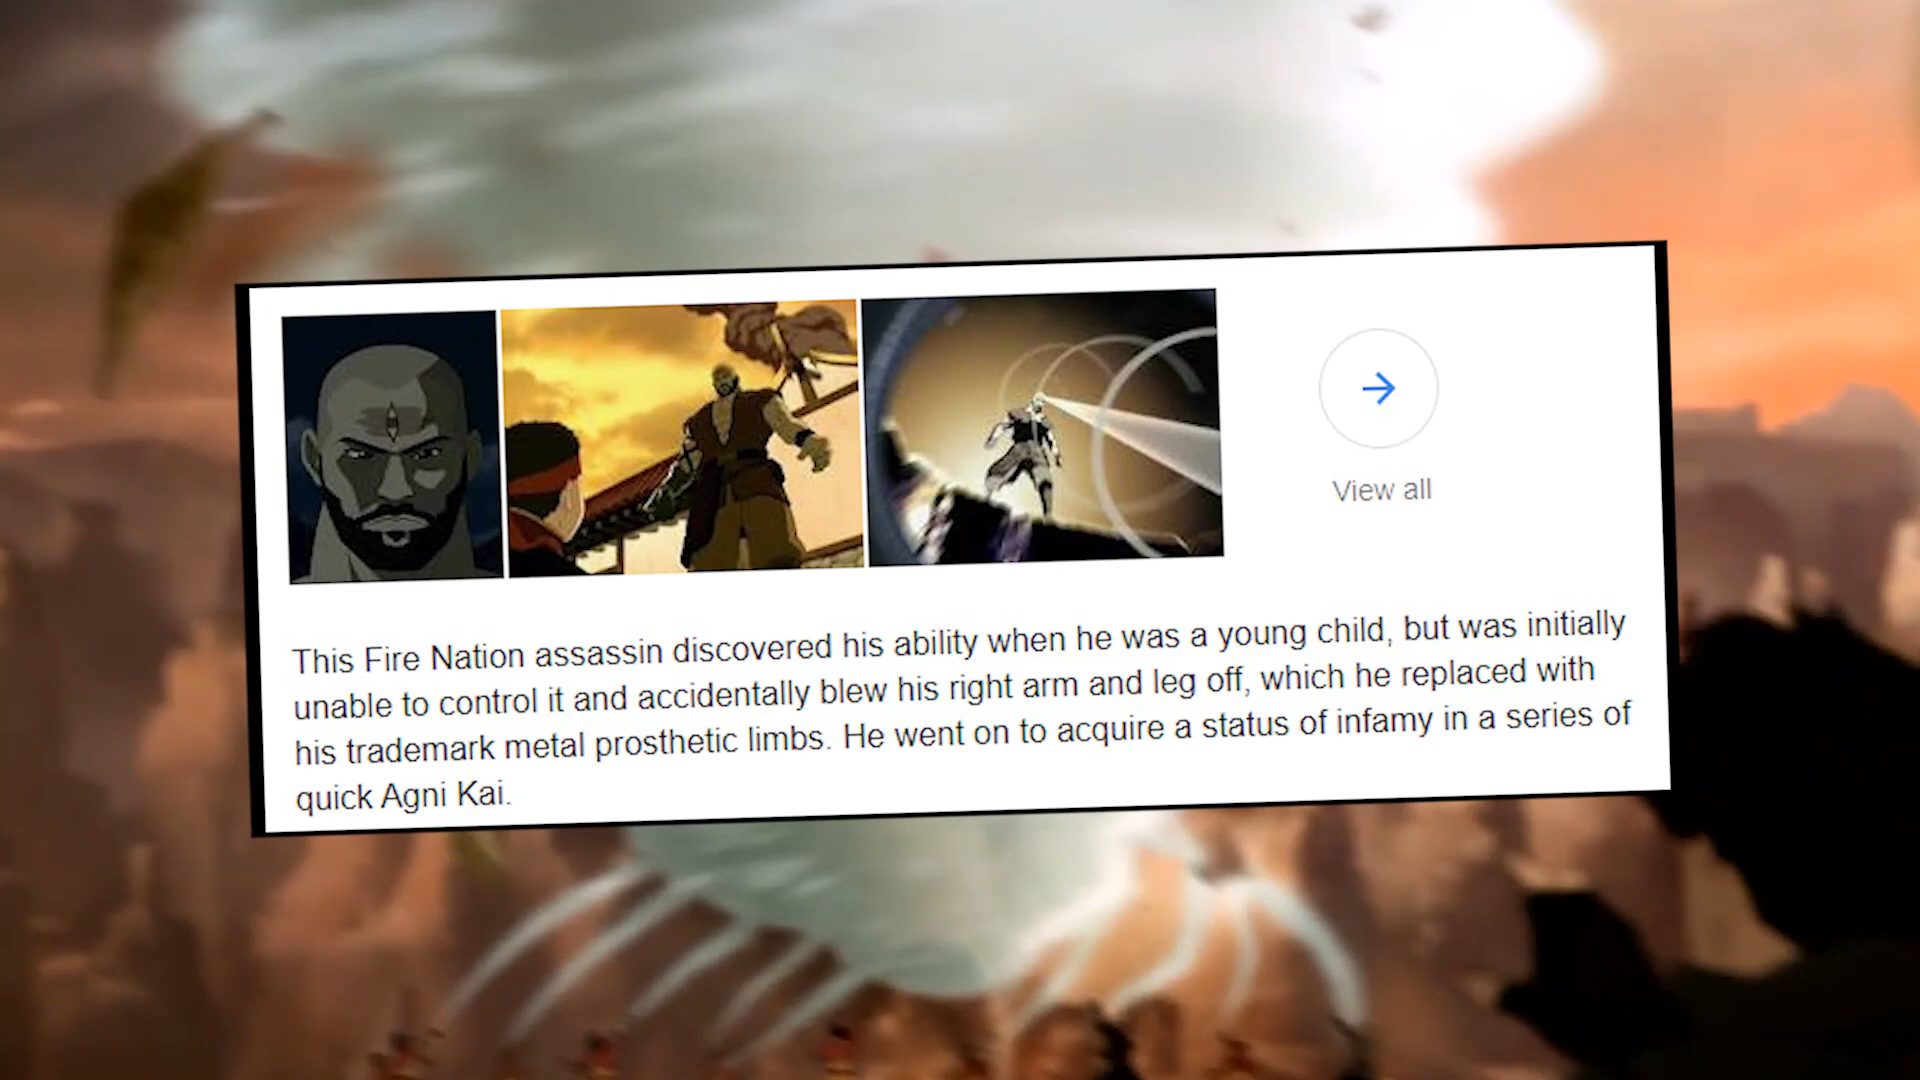 View all
This Fire Nation assassin discovered his ability when he was a young child, but was initially
unable to control it and accidentally blew his right arm and leg off, which he replaced with
his trademark metal prosthetic limbs. He went on to acquire a status of infamy in a series of
quick Agni Kai.